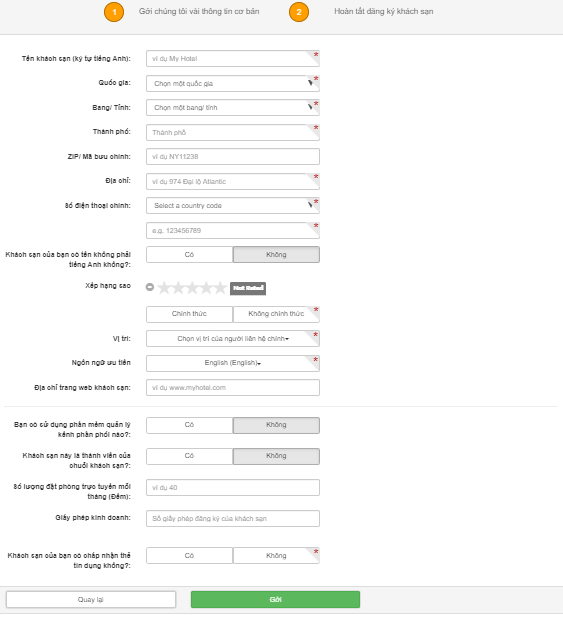 1 Gởi chúng tôi vài thông tin cơ bản 2 Hoàn tất đăng ký khách sạn
Tên khách sạn (ký tự tiếng Anh): ví dụ My Hotel *
Quốc gia: Chọn một quốc gia *
Bang/ Tỉnh: Chọn một bang/ tỉnh *
Thành phố: Thành phố *
ZIP/ Mã bưu chính: ví dụ NY11238
Địa chỉ: ví dụ 974 Đại lộ Atlantic *
Số điện thoại chính: Select a country code *
e.g. 123456789 *
Khách sạn của bạn có tên không phải Có Không
tiếng Anh không?:
Xếp hạng sao Not Rated
Chính thức Không chính thức *
Vị trí: Chọn vị trí của người liên hệ chính *
Ngôn ngữ ưu tiên English (English) *
Địa chỉ trang web khách sạn: ví dụ www.myhotel.com
Bạn có sử dụng phần mềm quản lý Có Không
kênh phân phối nào?:
Khách sạn này là thành viên của Có Không
chuỗi khách sạn?:
Số lượng đặt phòng trực tuyến mỗi ví dụ 40
tháng (Đêm):
Giấy phép kinh doanh: Số giấy phép đăng ký của khách sạn
Khách sạn của bạn có chấp nhận thẻ Có Không *
tín dụng không?:
Quay lại Gởi